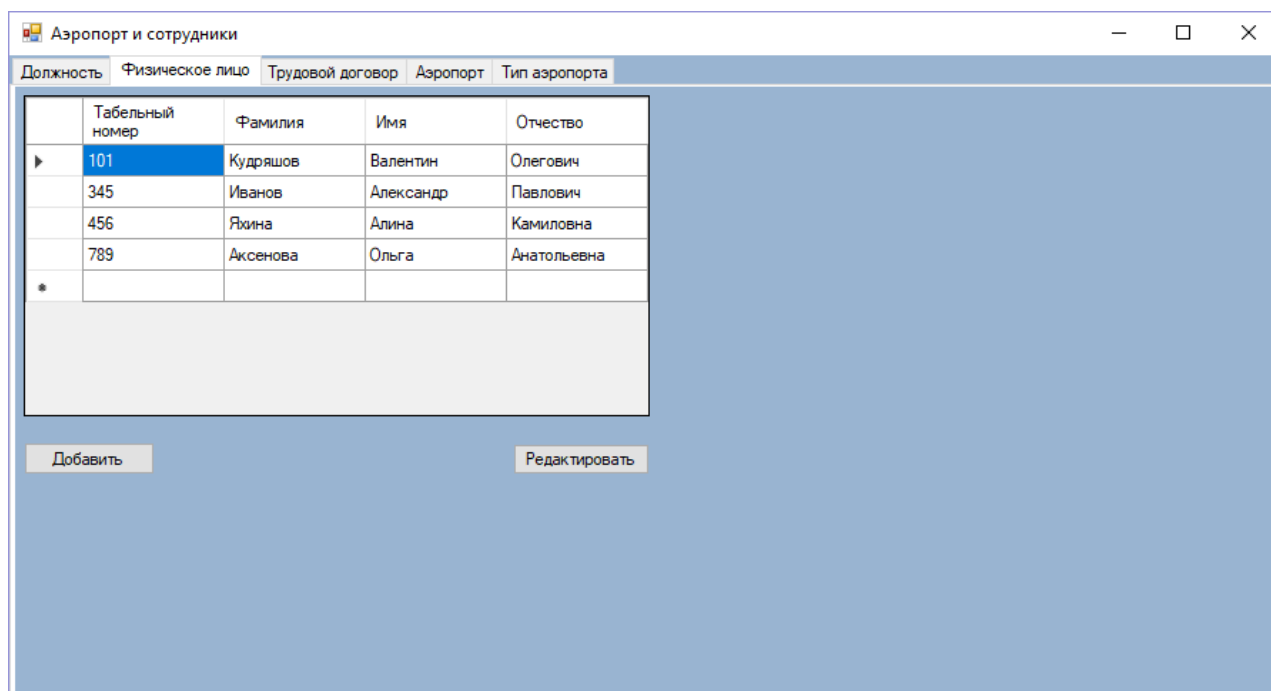 Аэропорт и сотрудники
Должность Физическое лицо Трудовой договор Аэропорт Тип аэропорта
Табельный номер Фамилия Имя Отчество
101 Кудряшов Валентин Олегович
345 Иванов Александр Павлович
456 Яхина Алина Камиловна
789 Аксенова Ольга Анатольевна
Добавить Редактировать